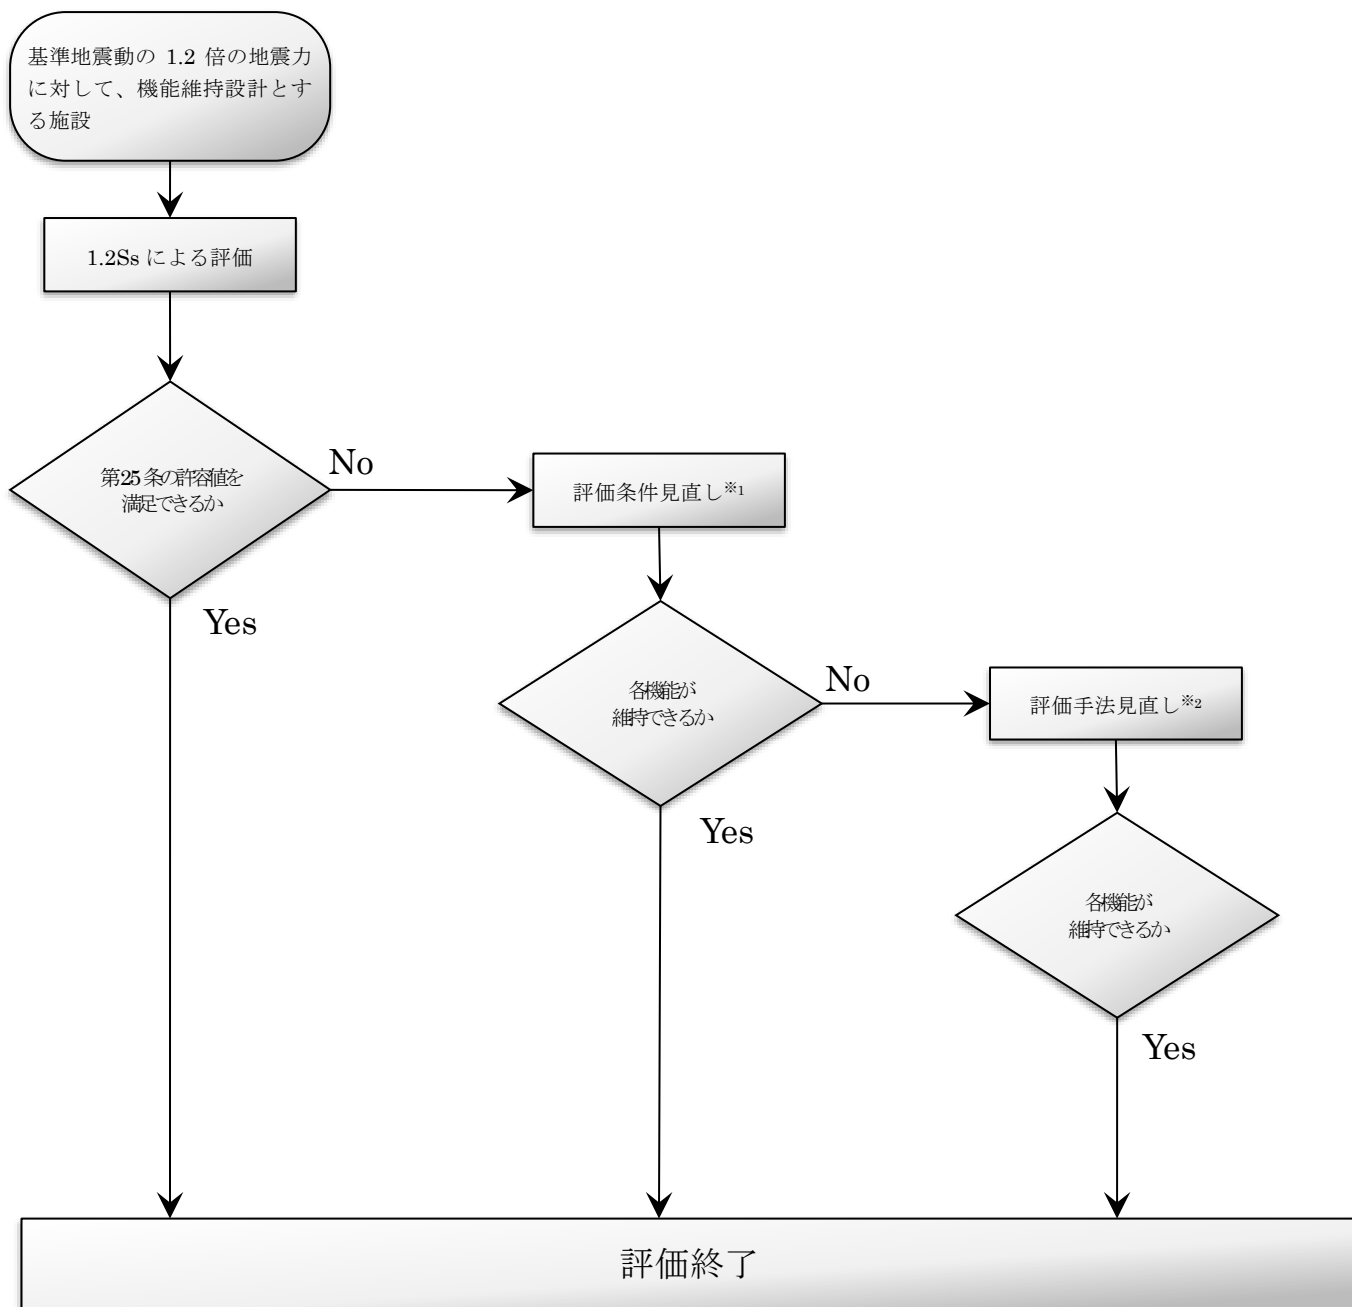 基準地震動の 1.2 倍の地震力
に対して、機能維持設計とす
る施設
1.2Ss による評価
第25条の許容値を
満足できるか
No
評価条件見直し※1
Yes
各機能が
維持できるか
No
評価手法見直し※2
Yes
各機能が
維持できるか
Yes
評価終了